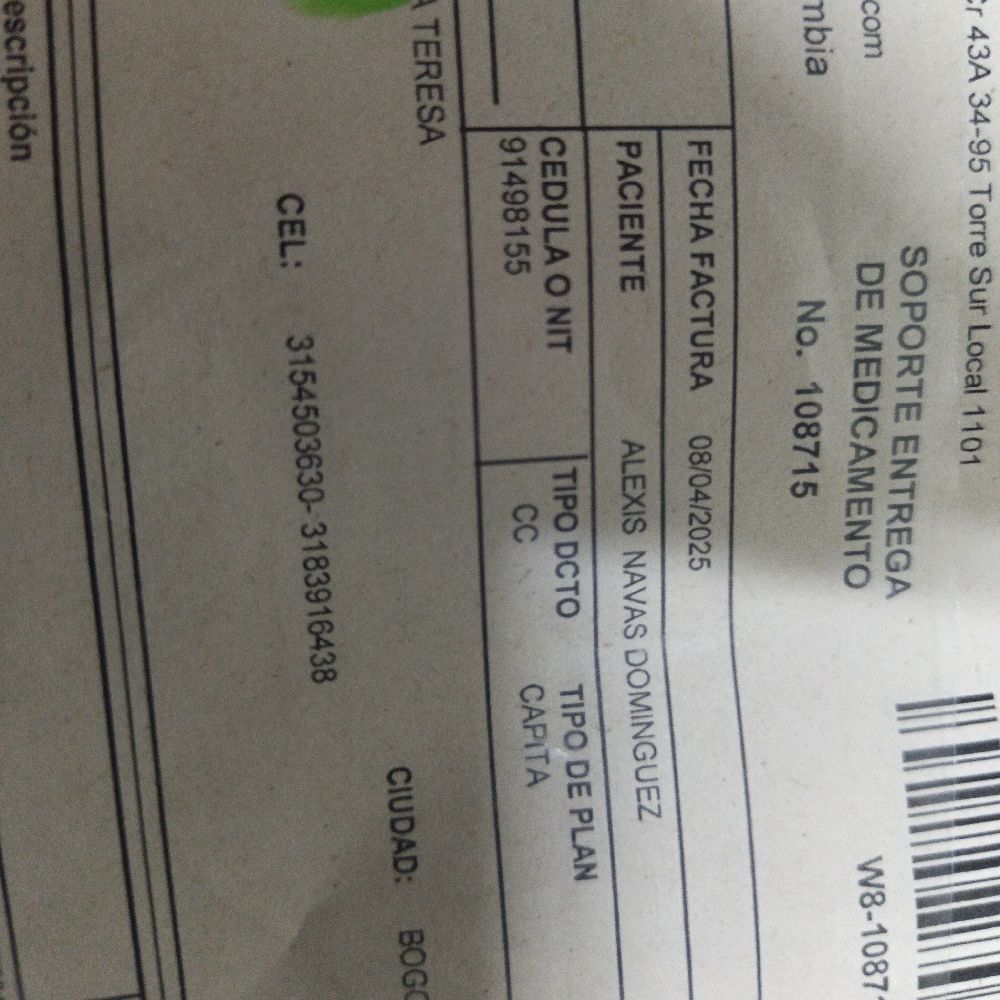 Cr 43A 34-95 Torre Sur Local 1101
.com
mbia
SOPORTE ENTREGA
DE MEDICAMENTO
No. 108715
W8-1087
FECHA FACTURA 08/04/2025
PACIENTE ALEXIS NAVAS DOMINGUEZ
CEDULA O NIT TIPO DCTO TIPO DE PLAN
91498155 CC CAPITA
A TERESA
CIUDAD: BOGO
CEL: 3154503630- 3183916438
escripción